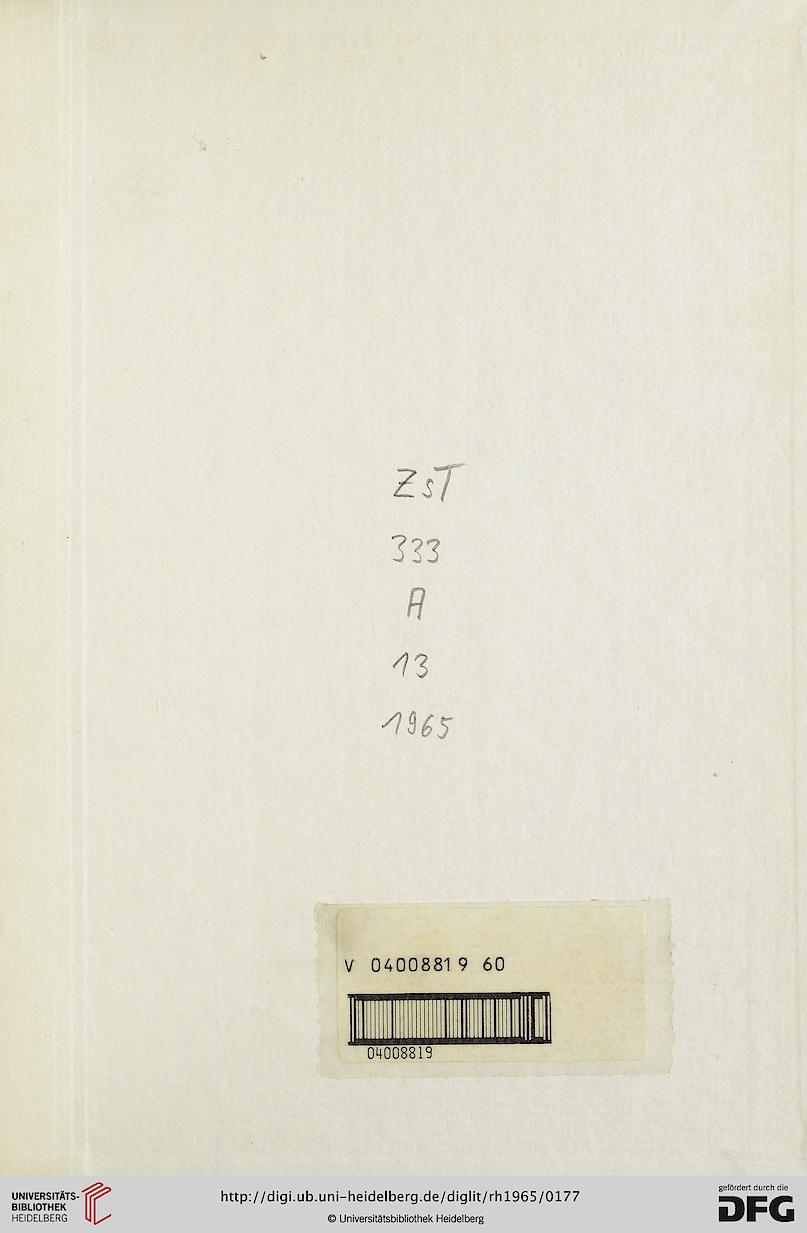 ZsT
333
A
13
1965
V 04008819 60
04008819
UNIVERSITÄTS-
BIBLIOTHEK
HEIDELBERG
http://digi.ub.uni-heidelberg.de/diglit/rh1965/0177
© Universitätsbibliothek Heidelberg
gefördert durch die
DFG